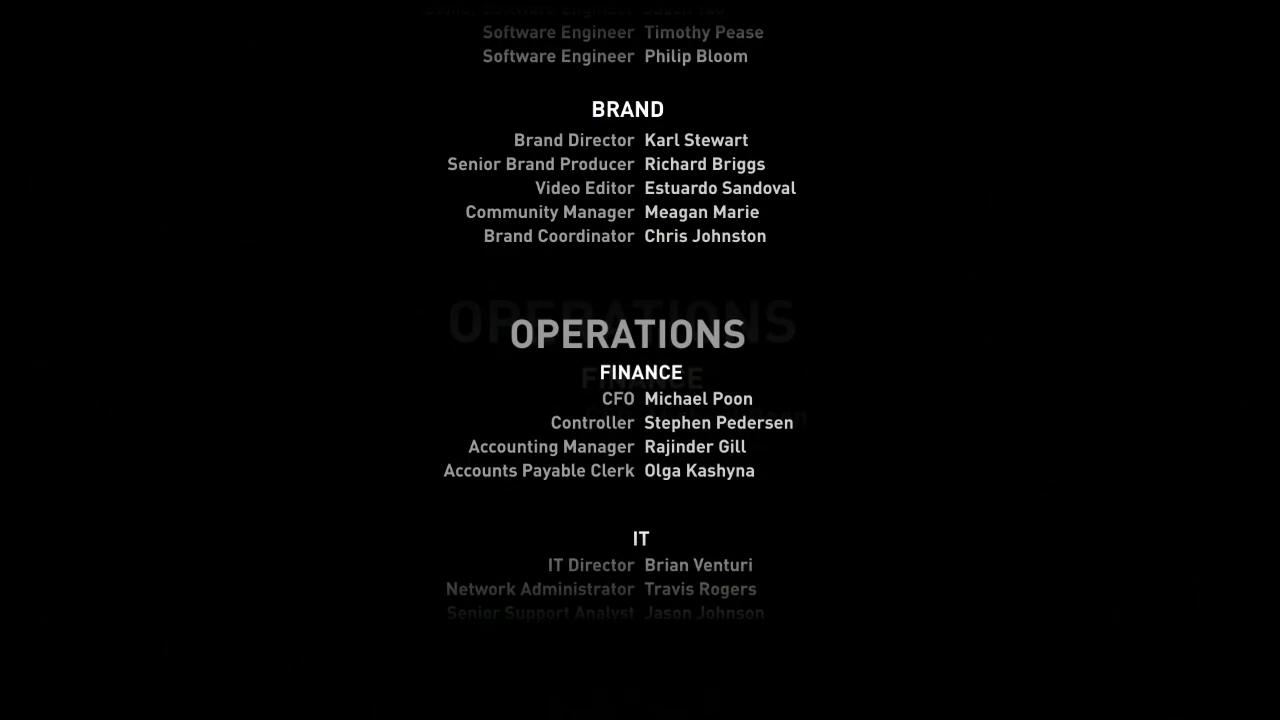 Software Engineer Timothy Pease
Software Engineer Philip Bloom
BRAND
Brand Director Karl Stewart
Senior Brand Producer Richard Briggs
Video Editor Estuardo Sandoval
Community Manager Meagan Marie
Brand Coordinator Chris Johnston
OPERATIONS
FINANCE
CFO Michael Poon
Controller Stephen Pedersen
Accounting Manager Rajinder Gill
Accounts Payable Clerk Olga Kashyna
IT
IT Director Brian Venturi
Network Administrator Travis Rogers
Senior Support Analyst Jason Johnson